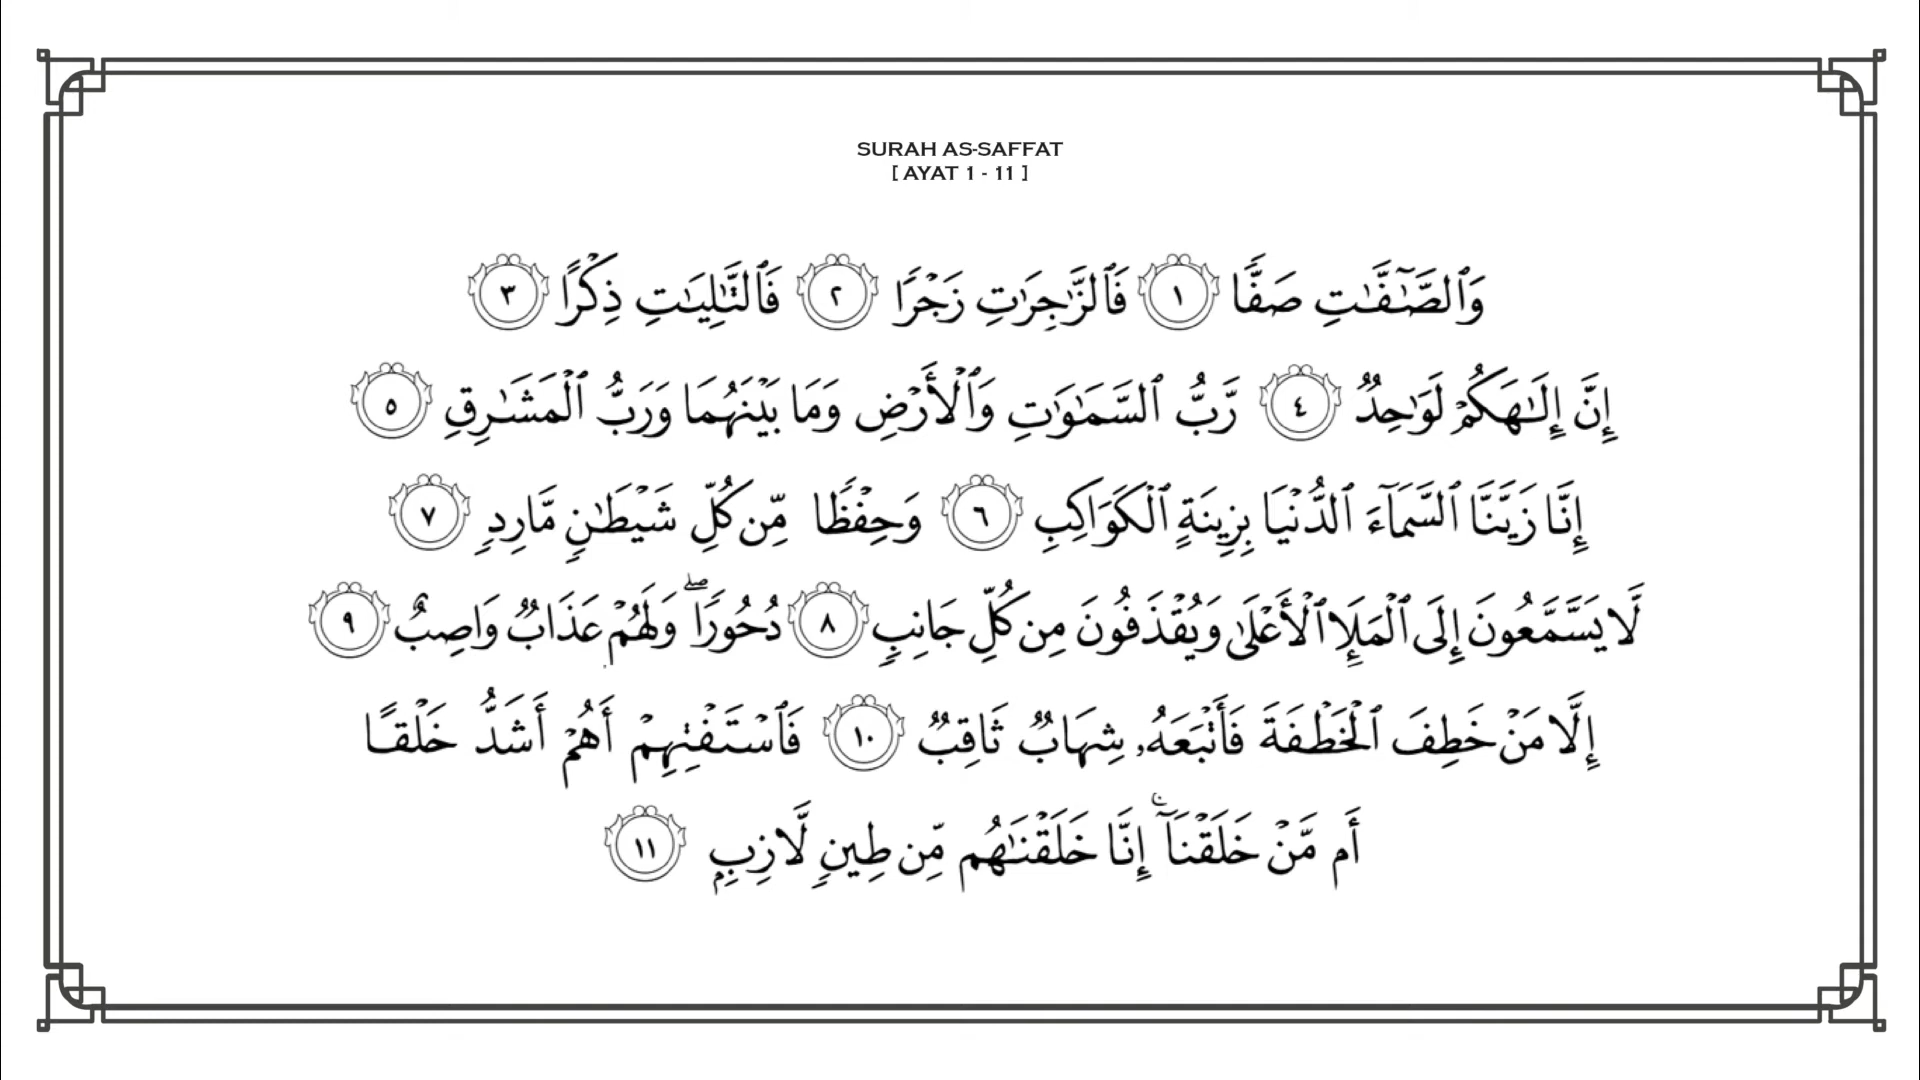 SURAH AS-SAFFAT
[ AYAT 1 - 11 ]
وَٱلصَّـٰٓفَّـٰتِ صَفًّا ١ فَٱلزَّٰجِرَٰتِ زَجْرًا ٢ فَٱلتَّـٰلِيَـٰتِ ذِكْرًا ٣
إِنَّ إِلَـٰهَكُمْ لَوَٰحِدٌ ٤ رَّبُّ ٱلسَّمَـٰوَٰتِ وَٱلْأَرْضِ وَمَا بَيْنَهُمَا وَرَبُّ ٱلْمَشَـٰرِقِ ٥
إِنَّا زَيَّنَّا ٱلسَّمَآءَ ٱلدُّنْيَا بِزِينَةٍ ٱلْكَوَاكِبِ ٦ وَحِفْظًا مِّن كُلِّ شَيْطَـٰنٍ مَّارِدٍ ٧
لَّا يَسَّمَّعُونَ إِلَى ٱلْمَلَإِ ٱلْأَعْلَىٰ وَيُقْذَفُونَ مِن كُلِّ جَانِبٍ ٨ دُحُورًا ۖ وَلَهُمْ عَذَابٌ وَاصِبٌ ٩
إِلَّا مَنْ خَطِفَ ٱلْخَطْفَةَ فَأَتْبَعَهُۥ شِهَابٌ ثَاقِبٌ ١٠ فَٱسْتَفْتِهِمْ أَهُمْ أَشَدُّ خَلْقًا
أَم مَّنْ خَلَقْنَآ ۚ إِنَّا خَلَقْنَـٰهُم مِّن طِينٍ لَّازِبٍۭ ١١